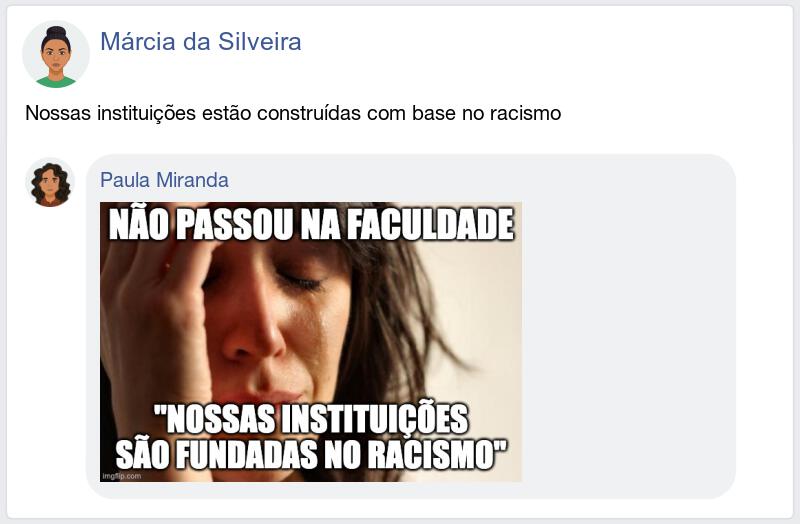 Márcia da Silveira
Nossas instituições estão construídas com base no racismo
Paula Miranda
NÃO PASSOU NA FACULDADE
"NOSSAS INSTITUIÇÕES
SÃO FUNDADAS NO RACISMO"
imgflip.com